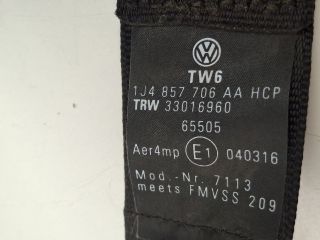 TW6
1J4 857 706 AA HCP
TRW 33016960
65505
Aer4mp E1 040316
Mod.-Nr. 7113
meets FMVSS 209